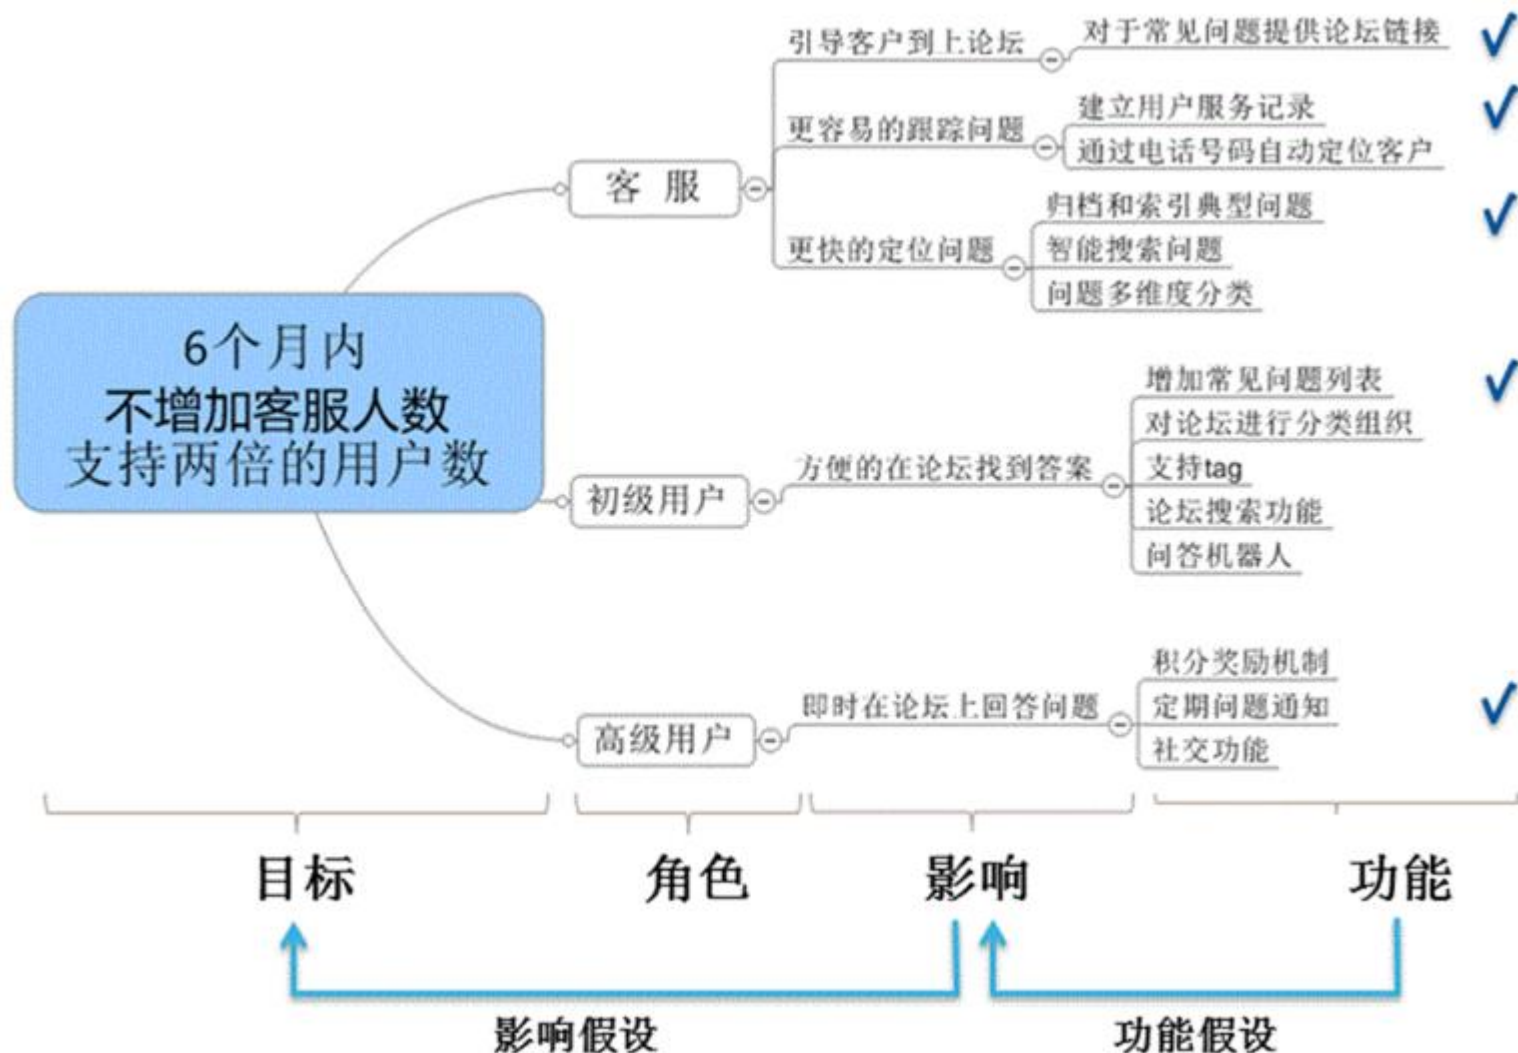 6个月内
不增加客服人数
支持两倍的用户数
客 服
引导客户到上论坛
对于常见问题提供论坛链接
更容易的跟踪问题
建立用户服务记录
通过电话号码自动定位客户
更快的定位问题
归档和索引典型问题
智能搜索问题
问题多维度分类
初级用户
方便的在论坛找到答案
增加常见问题列表
对论坛进行分类组织
支持tag
论坛搜索功能
问答机器人
高级用户
即时在论坛上回答问题
积分奖励机制
定期问题通知
社交功能
目标
角色
影响
功能
影响假设
功能假设